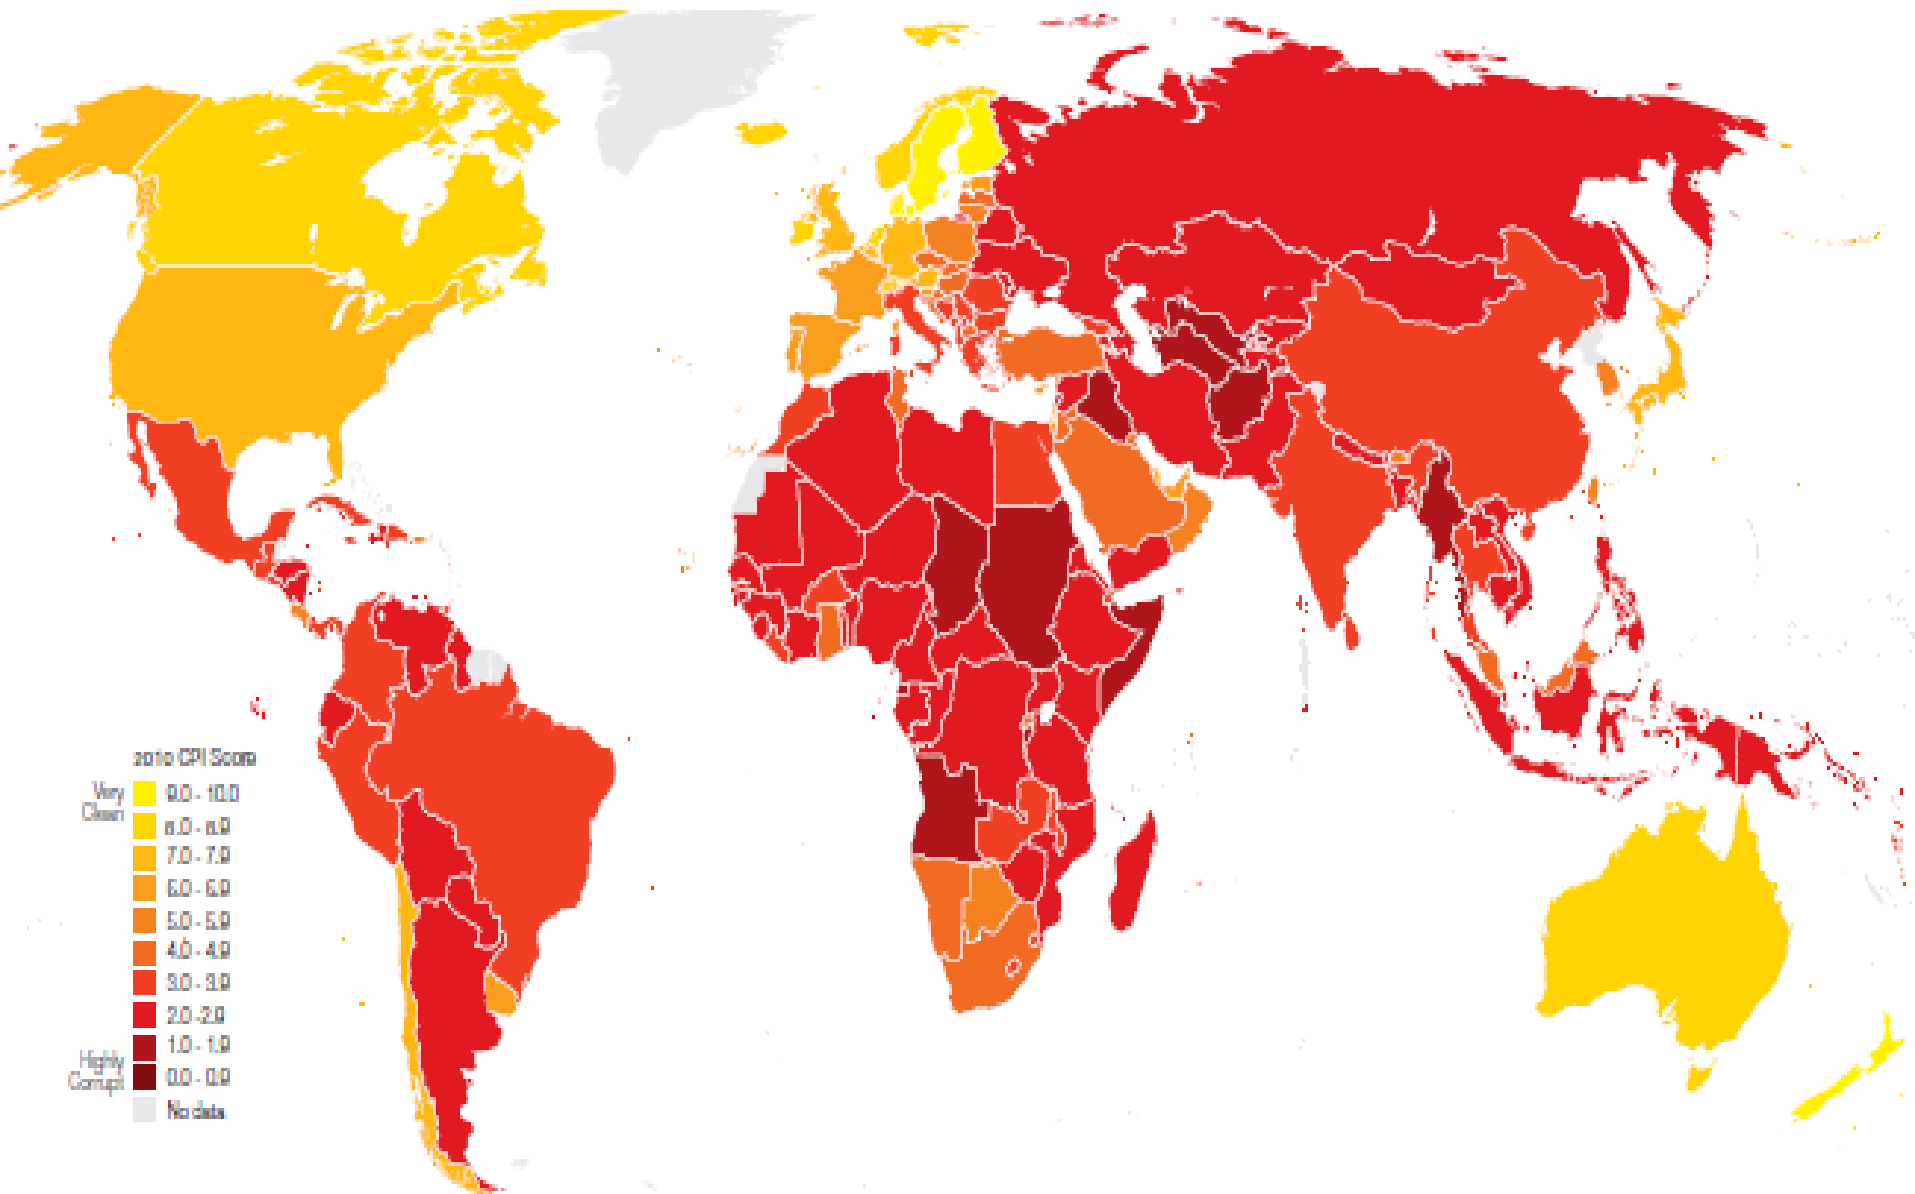 2010 CPI Score
Very
Clean
9.0 - 10.0
8.0 - 8.9
7.0 - 7.9
6.0 - 6.9
5.0 - 5.9
4.0 - 4.9
3.0 - 3.9
2.0 -2.9
1.0 - 1.9
Highly
Corrupt
0.0 - 0.9
No data